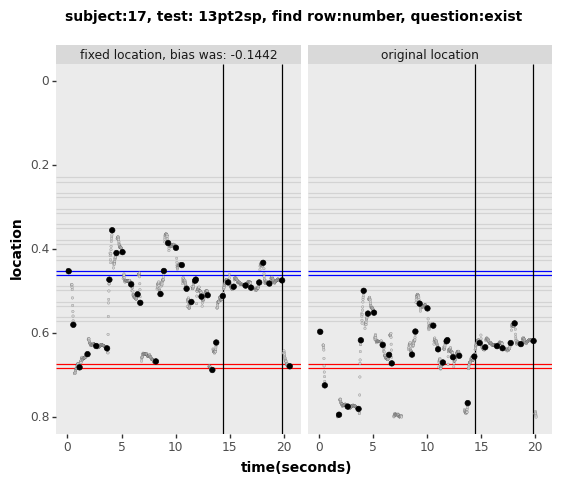 subject:17, test: 13pt2sp, find row:number, question:exist
fixed location, bias was: -0.1442
original location
0
0.2
0.4
0.6
0.8
location
0 5 10 15 20
0 5 10 15 20
time(seconds)